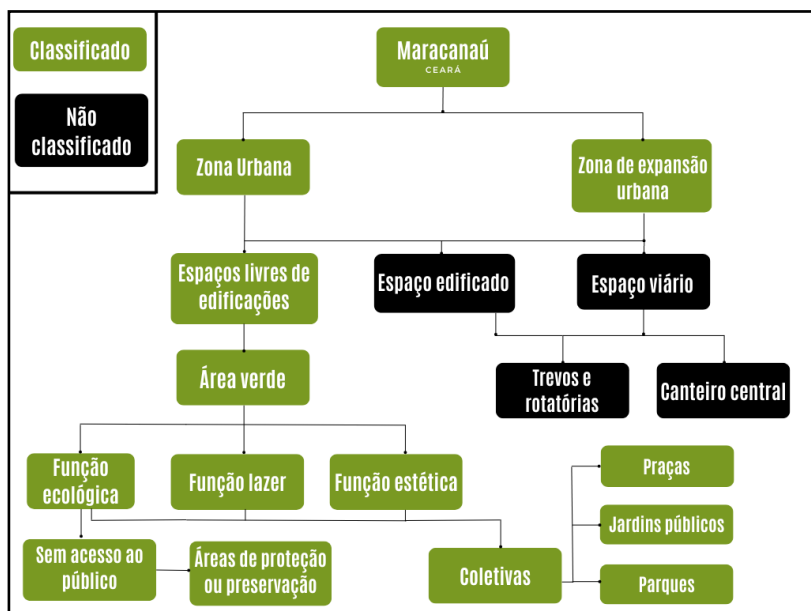 Classificado
Não
classificado
Maracanaú
CEARÁ
Zona Urbana
Zona de expansão
urbana
Espaços livres de
edificações
Espaço edificado
Espaço viário
Área verde
Trevos e
rotatórias
Canteiro central
Função
ecológica
Função lazer
Função estética
Praças
Jardins públicos
Parques
Sem acesso ao
público
Áreas de proteção
ou preservação
Coletivas